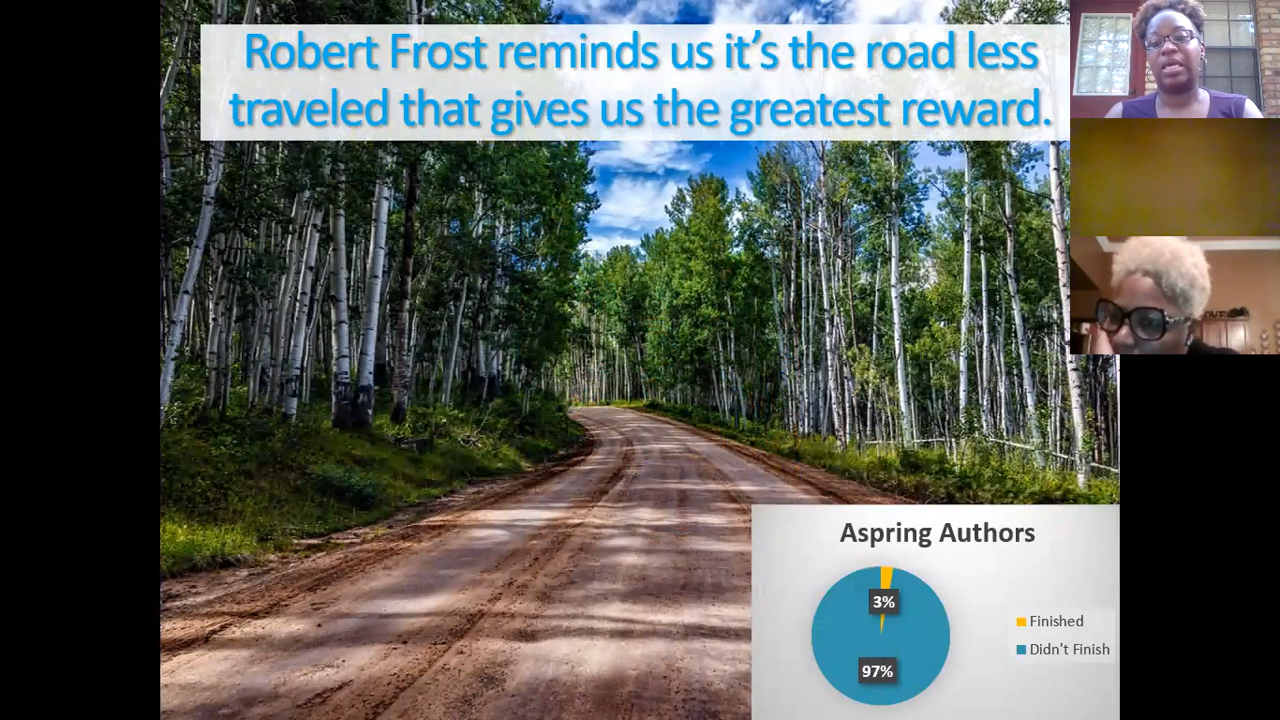 Robert Frost reminds us it's the road less
traveled that gives us the greatest reward.
Aspring Authors
3%
97%
Finished
Didn't Finish